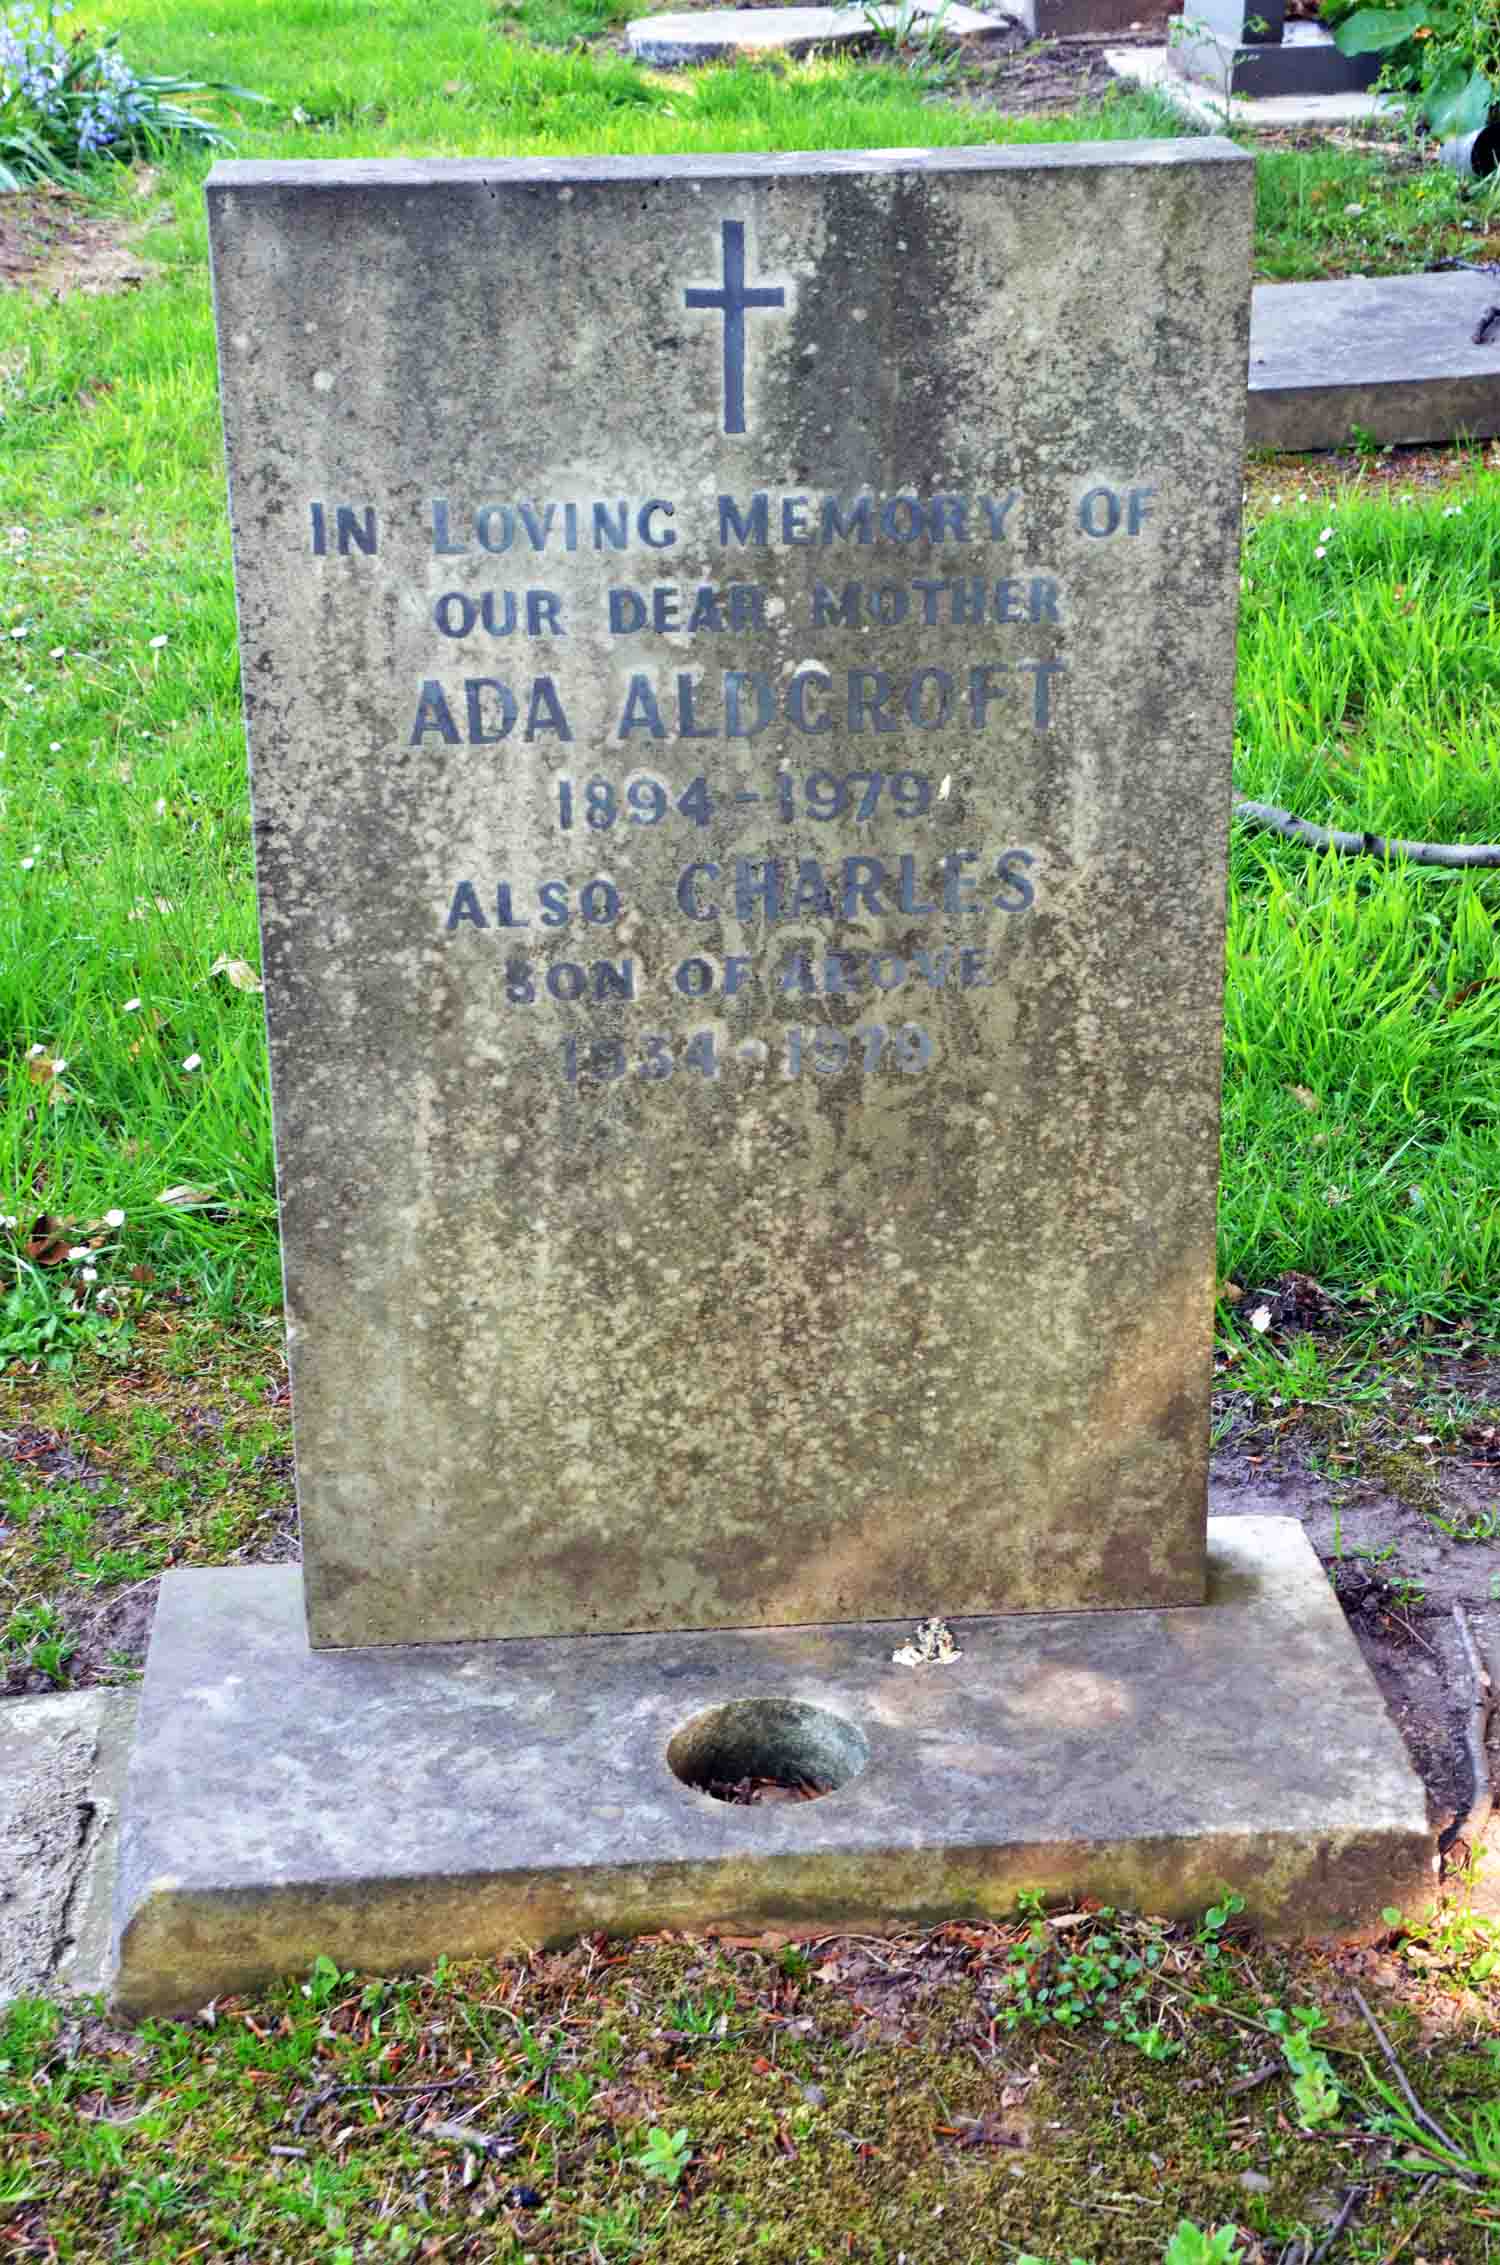 IN LOVING MEMORY OF
OUR DEAR MOTHER
ADA ALDCROFT
1894-1979
ALSO CHARLES
SON OF ABOVE
1934-1979